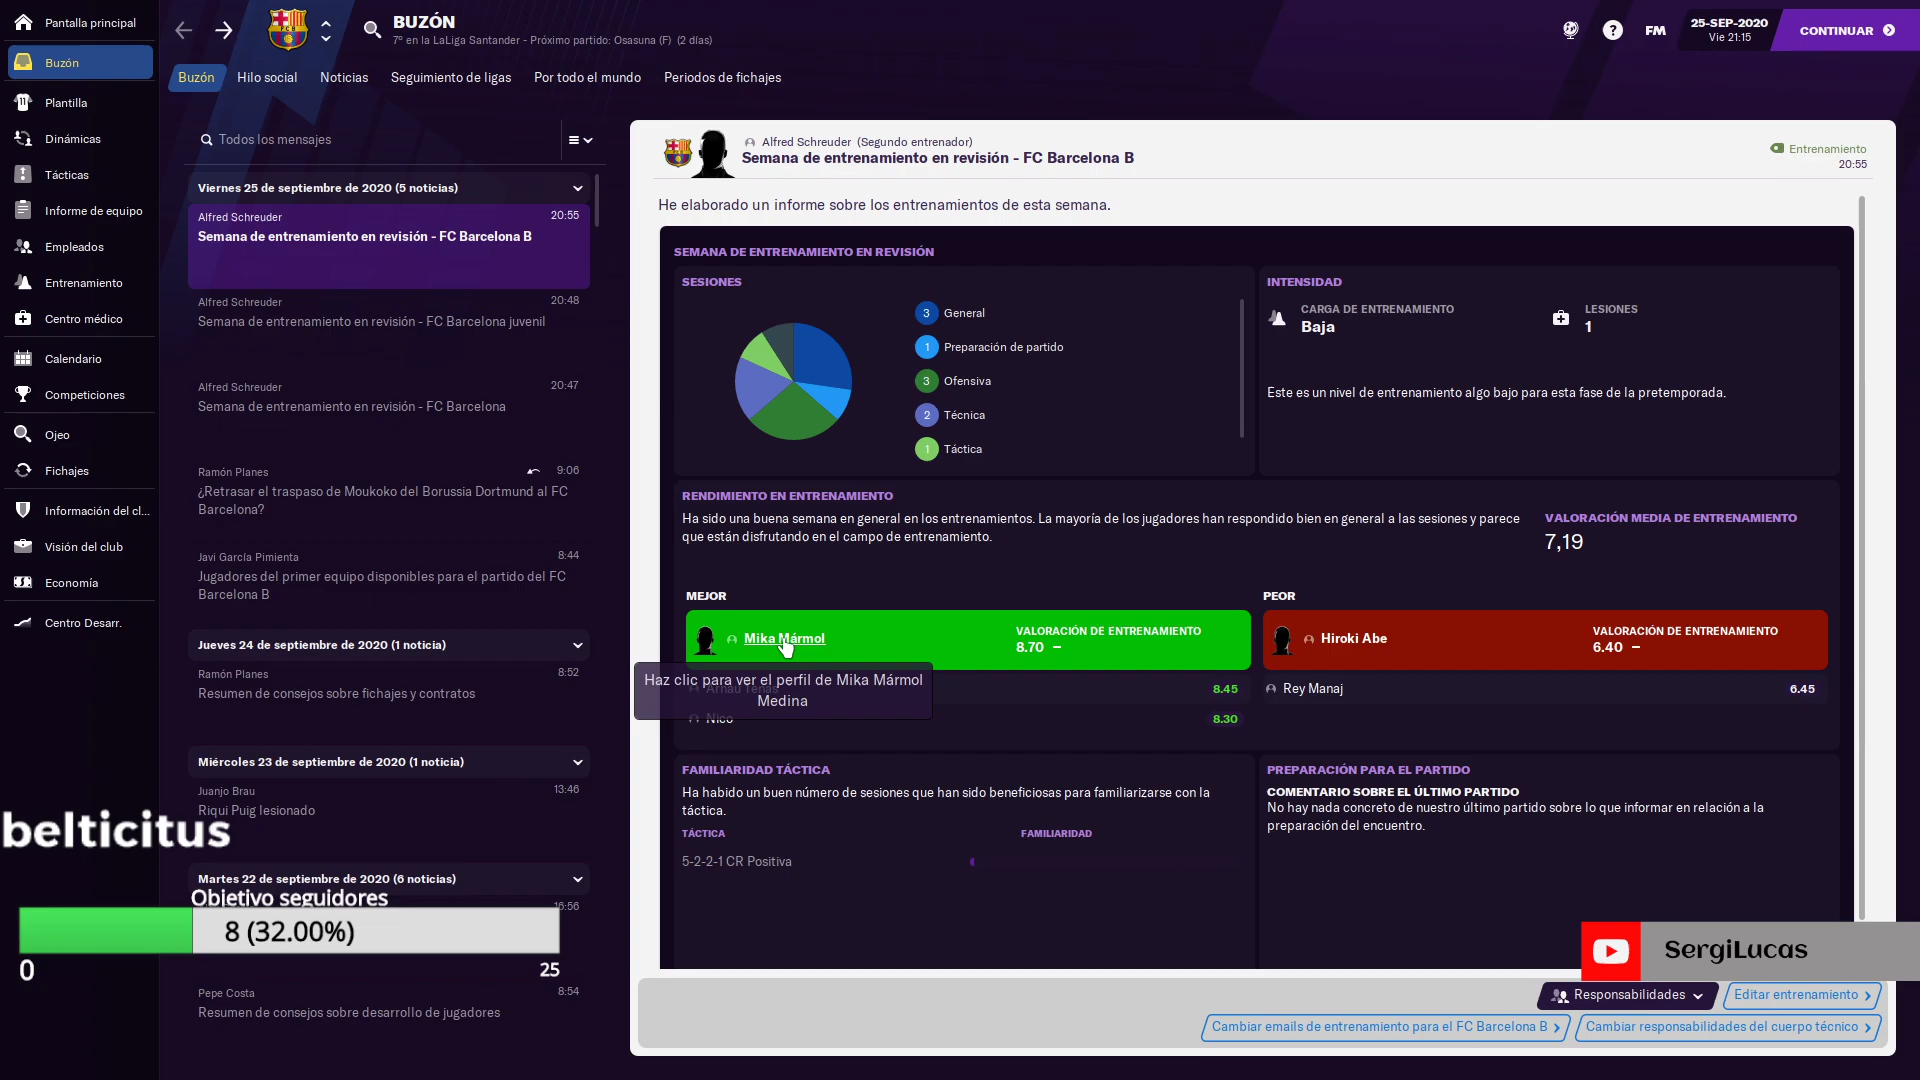 Pantalla principal
Buzón
Plantilla
Dinámicas
Tácticas
Informe de equipo
Empleados
Entrenamiento
Centro médico
Calendario
Competiciones
Ojeo
Fichajes
Información del cl...
Visión del club
Economía
Centro Desarr.
BUZÓN
7º en la LaLiga Santander - Próximo partido: Osasuna (F) (2 días)
FM
25-SEP-2020
Vie 21:15
CONTINUAR
Buzón
Hilo social
Noticias
Seguimiento de ligas
Por todo el mundo
Periodos de fichajes
Todos los mensajes
Viernes 25 de septiembre de 2020 (5 noticias)
Alfred Schreuder 20:55
Semana de entrenamiento en revisión - FC Barcelona B
Alfred Schreuder 20:48
Semana de entrenamiento en revisión - FC Barcelona juvenil
Alfred Schreuder 20:47
Semana de entrenamiento en revisión - FC Barcelona
Ramón Planes 9:06
¿Retrasar el traspaso de Moukoko del Borussia Dortmund al FC
Barcelona?
Javi García Pimienta 8:44
Jugadores del primer equipo disponibles para el partido del FC
Barcelona B
Jueves 24 de septiembre de 2020 (1 noticia)
Ramón Planes 8:52
Resumen de consejos sobre fichajes y contratos
Miércoles 23 de septiembre de 2020 (1 noticia)
Juanjo Brau 13:46
Riqui Puig lesionado
belticitus
Martes 22 de septiembre de 2020 (6 noticias)
Objetivo seguidores
16:56
8 (32.00%)
0
25
Pepe Costa 8:54
Resumen de consejos sobre desarrollo de jugadores
Alfred Schreuder (Segundo entrenador)
Semana de entrenamiento en revisión - FC Barcelona B
Entrenamiento
20:55
He elaborado un informe sobre los entrenamientos de esta semana.
SEMANA DE ENTRENAMIENTO EN REVISIÓN
SESIONES
3 General
1 Preparación de partido
3 Ofensiva
2 Técnica
1 Táctica
INTENSIDAD
CARGA DE ENTRENAMIENTO
Baja
LESIONES
1
Este es un nivel de entrenamiento algo bajo para esta fase de la pretemporada.
RENDIMIENTO EN ENTRENAMIENTO
Ha sido una buena semana en general en los entrenamientos. La mayoría de los jugadores han respondido bien en general a las sesiones y parece
que están disfrutando en el campo de entrenamiento.
VALORACIÓN MEDIA DE ENTRENAMIENTO
7,19
MEJOR
Mika Mármol
VALORACIÓN DE ENTRENAMIENTO
8.70 –
Arnau Tenas 8.45
Nico 8.30
Haz clic para ver el perfil de Mika Mármol
Medina
PEOR
Hiroki Abe
VALORACIÓN DE ENTRENAMIENTO
6.40 –
Rey Manaj 6.45
FAMILIARIDAD TÁCTICA
Ha habido un buen número de sesiones que han sido beneficiosas para familiarizarse con la
táctica.
TÁCTICA FAMILIARIDAD
5-2-2-1 CR Positiva
PREPARACIÓN PARA EL PARTIDO
COMENTARIO SOBRE EL ÚLTIMO PARTIDO
No hay nada concreto de nuestro último partido sobre lo que informar en relación a la
preparación del encuentro.
SergiLucas
Responsabilidades
Editar entrenamiento
Cambiar emails de entrenamiento para el FC Barcelona B
Cambiar responsabilidades del cuerpo técnico